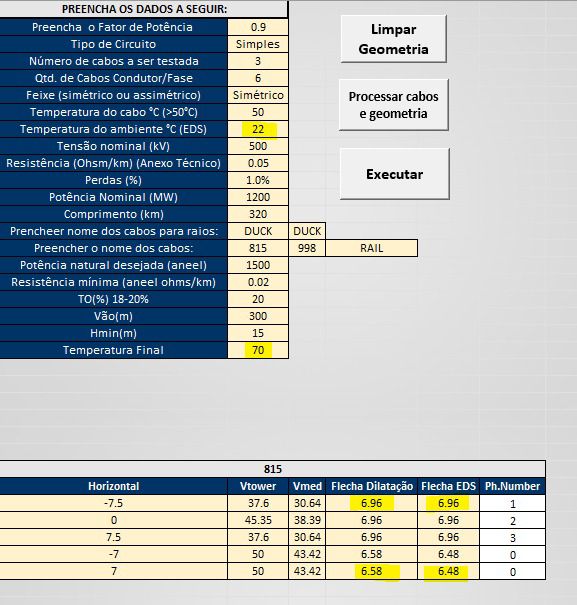 PREENCHA OS DADOS A SEGUIR:
Preencha o Fator de Potência 0.9
Tipo de Circuito Simples
Número de cabos a ser testada 3
Qtd. de Cabos Condutor/Fase 6
Feixe (simétrico ou assimétrico) Simétrico
Temperatura do cabo °C (>50°C) 50
Temperatura do ambiente °C (EDS) 22
Tensão nominal (kV) 500
Resistência (Ohsm/km) (Anexo Técnico) 0.05
Perdas (%) 1.0%
Potência Nominal (MW) 1200
Comprimento (km) 320
Prencheer nome dos cabos para raios: DUCK DUCK
Preencher o nome dos cabos: 815 998 RAIL
Potência natural desejada (aneel) 1500
Resistência mínima (aneel ohms/km) 0.02
TO(%) 18-20% 20
Vão(m) 300
Hmin(m) 15
Temperatura Final 70
Limpar
Geometria
Processar cabos
e geometria
Executar
815
Horizontal Vtower Vmed Flecha Dilatação Flecha EDS Ph.Number
-7.5 37.6 30.64 6.96 6.96 1
0 45.35 38.39 6.96 6.96 2
7.5 37.6 30.64 6.96 6.96 3
-7 50 43.42 6.58 6.48 0
7 50 43.42 6.58 6.48 0